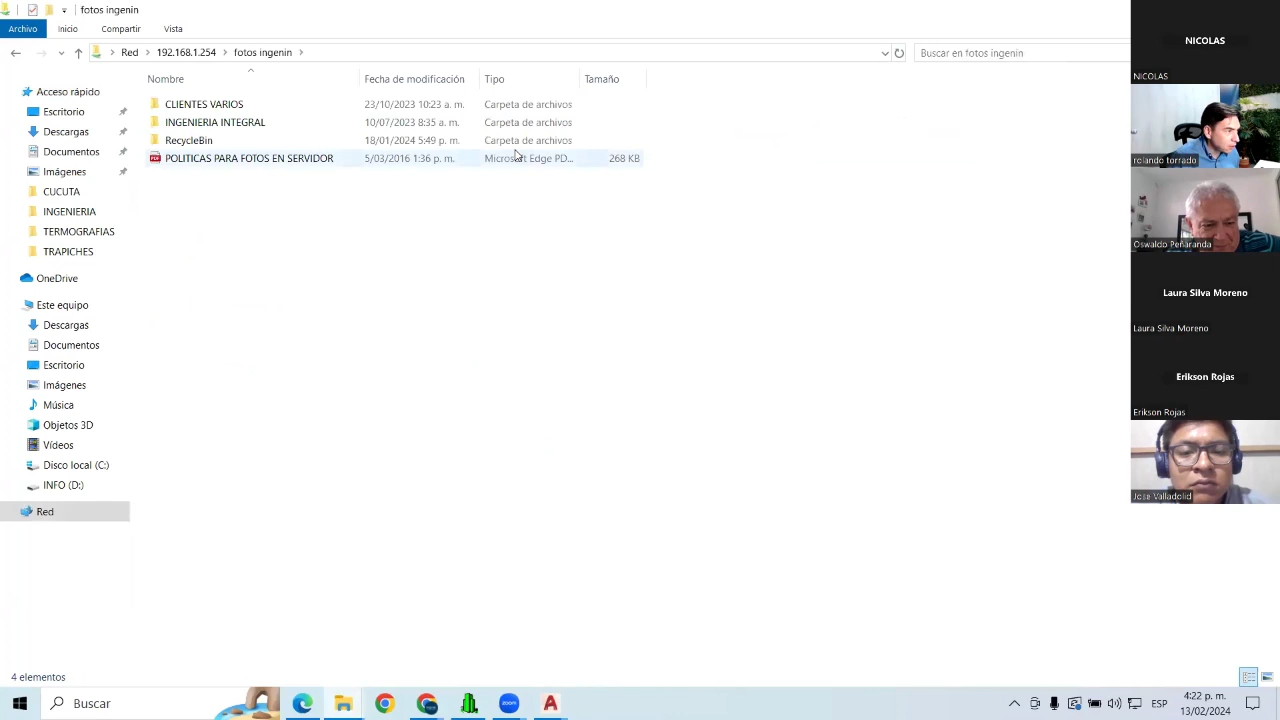 fotos ingenin
Archivo Inicio Compartir Vista
Red 192.168.1.254 fotos ingenin
Buscar en fotos ingenin
Nombre Fecha de modificación Tipo Tamaño
CLIENTES VARIOS 23/10/2023 10:23 a. m. Carpeta de archivos
INGENIERIA INTEGRAL 10/07/2023 8:35 a. m. Carpeta de archivos
RecycleBin 18/01/2024 5:49 p. m. Carpeta de archivos
POLITICAS PARA FOTOS EN SERVIDOR 5/03/2016 1:36 p. m. Microsoft Edge PD... 268 KB
Acceso rápido
Escritorio
Descargas
Documentos
Imágenes
CUCUTA
INGENIERIA
TERMOGRAFIAS
TRAPICHES
OneDrive
Este equipo
Descargas
Documentos
Escritorio
Imágenes
Música
Objetos 3D
Vídeos
Disco local (C:)
INFO (D:)
Red
4 elementos
NICOLAS
NICOLAS
rolando torrado
Oswaldo Peñaranda
Laura Silva Moreno
Laura Silva Moreno
Erikson Rojas
Erikson Rojas
Jose Valladolid
Buscar
zoom
ESP
4:22 p. m.
13/02/2024